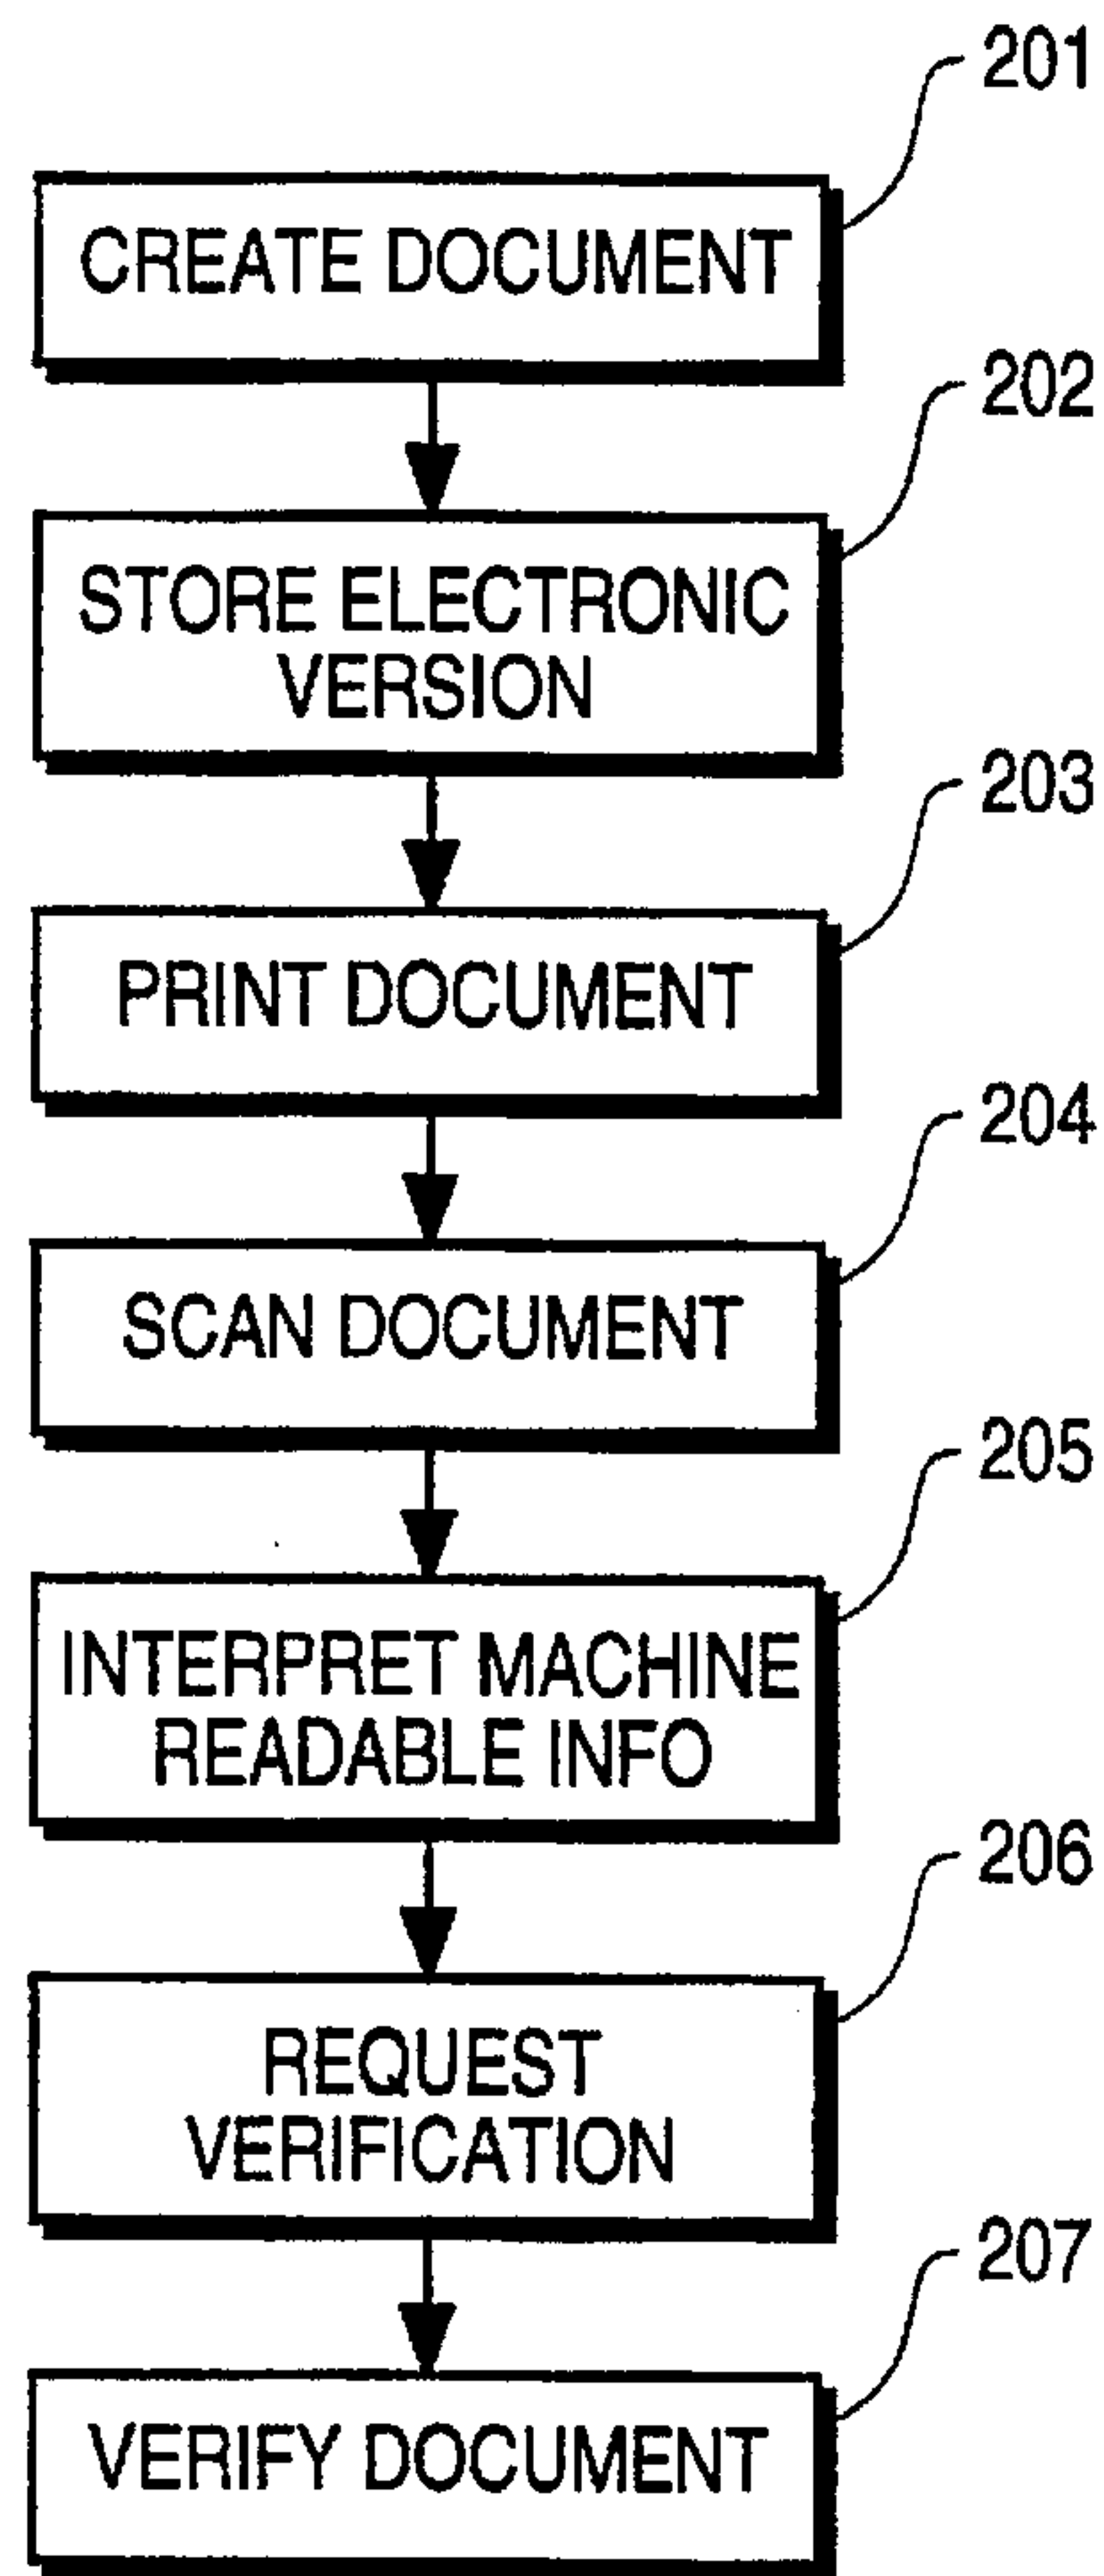 201
CREATE DOCUMENT
202
STORE ELECTRONIC
VERSION
203
PRINT DOCUMENT
204
SCAN DOCUMENT
205
INTERPRET MACHINE
READABLE INFO
206
REQUEST
VERIFICATION
207
VERIFY DOCUMENT